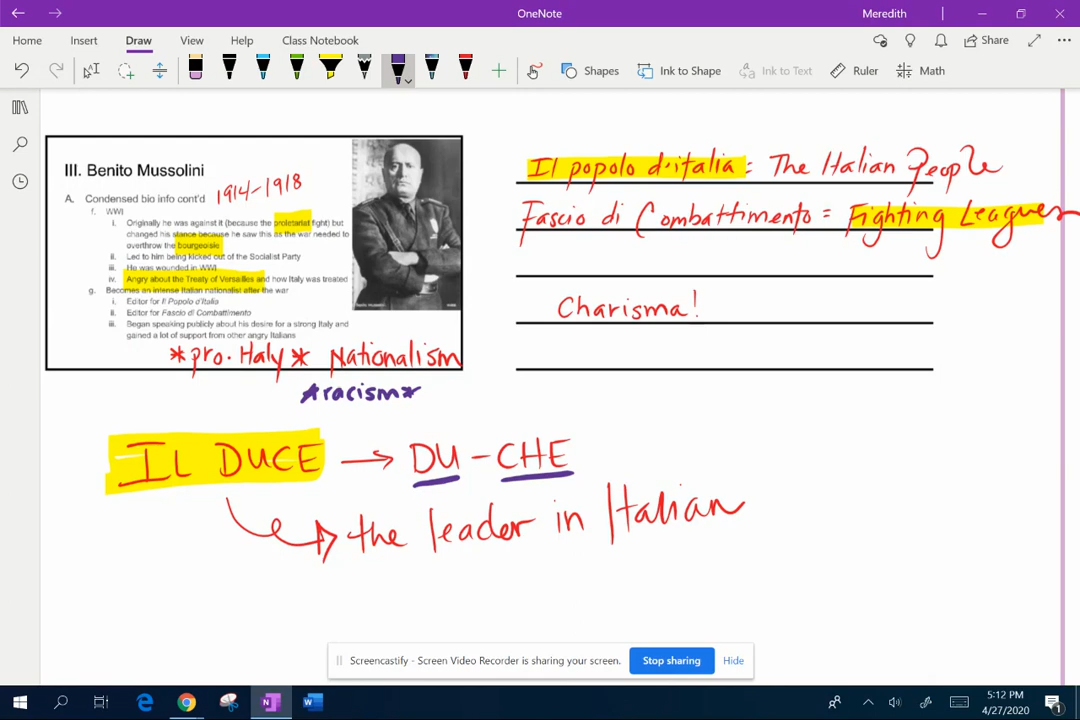 OneNote
Meredith
Home Insert Draw View Help Class Notebook
Share
Shapes Ink to Shape Ink to Text Ruler Math
III. Benito Mussolini
A. Condensed bio info cont'd 1914-1918
f. WWI
i. Originally he was against it (because the proletariat fight) but
changed his stance because he saw this as the war needed to
overthrow the bourgeoisie
ii. Led to him being kicked out of the Socialist Party
iii. He was wounded in WWI
iv. Angry about the Treaty of Versailles and how Italy was treated
g. Becomes an intense Italian nationalist after the war
i. Editor for Il Popolo d'Italia
ii. Editor for Fascio di Combattimento
iii. Began speaking publicly about his desire for a strong Italy and
gained a lot of support from other angry Italians
*pro. Italy* Nationalism
*racism*
Il popolo d'italia = The Italian People
Fascio di Combattimento = Fighting Leagues
Charisma!
IL DUCE → DU-CHE
the leader in Italian
Screencastify - Screen Video Recorder is sharing your screen. Stop sharing Hide
5:12 PM
4/27/2020